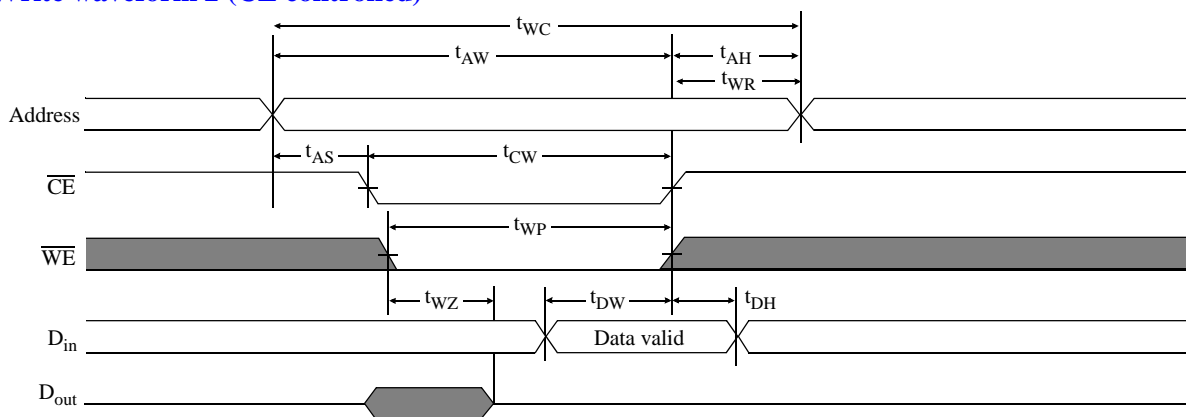 Write waveform 2 (CE controlled)
tWC
tAW
tAH
tWR
Address
tAS
tCW
CE
tWP
WE
tWZ
tDW
tDH
Din
Data valid
Dout